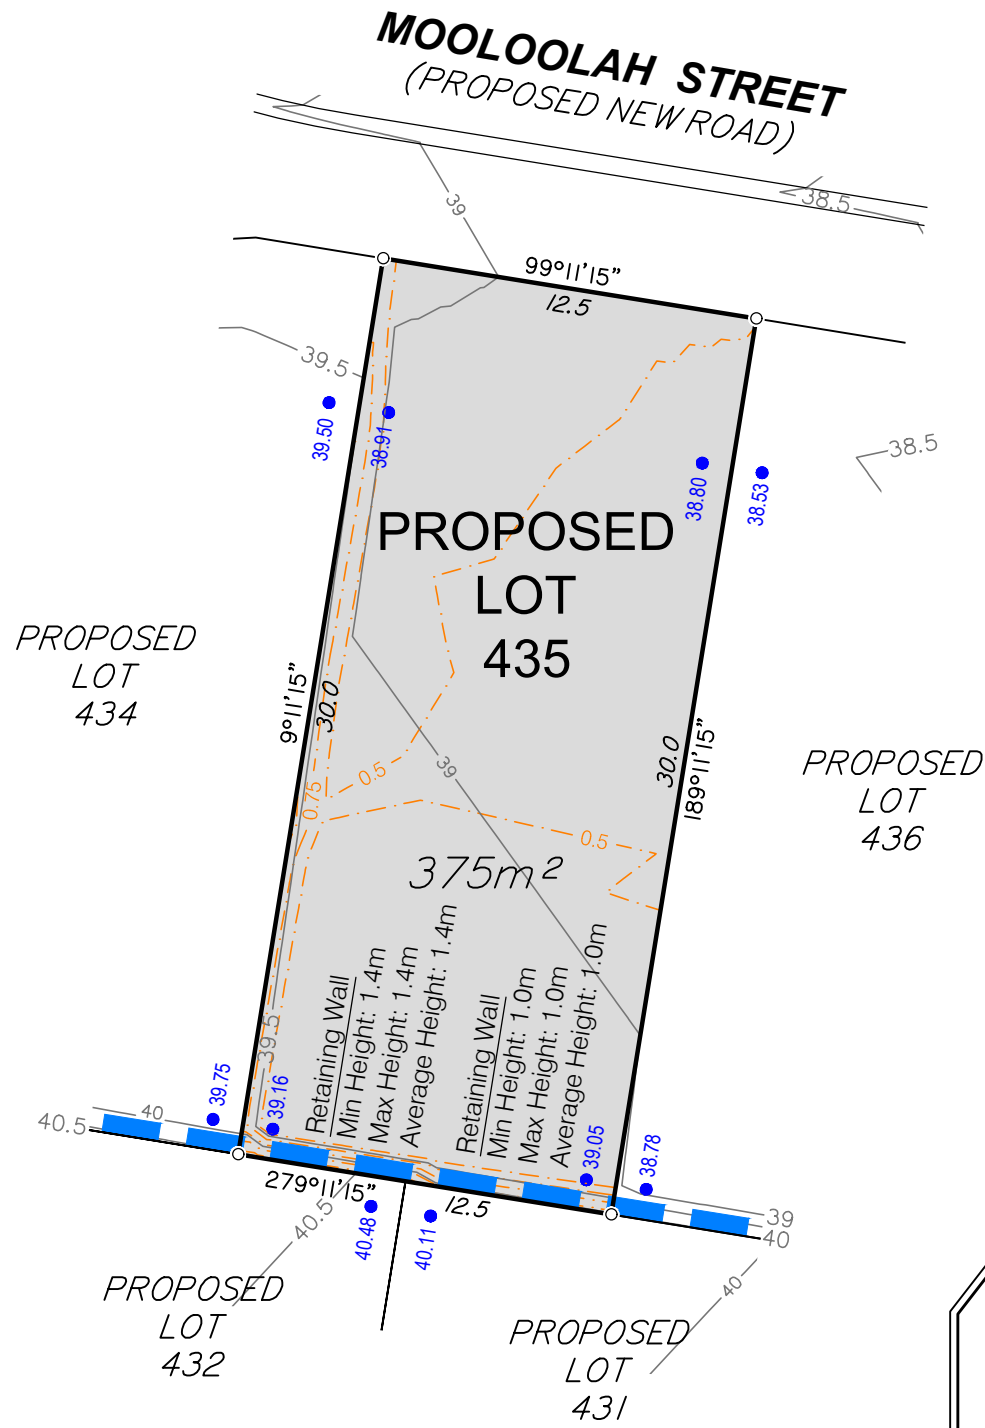 MOOLOOLAH STREET
(PROPOSED NEW ROAD)
39
38.5
99°11'15"
12.5
39.5
39.50
38.91
38.80
38.53
38.5
PROPOSED
LOT
435
PROPOSED
LOT
434
9°11'15"
30.0
30.0
189°11'15"
PROPOSED
LOT
436
0.75
0.5
39
0.5
375m²
Retaining Wall
Min Height: 1.4m
Max Height: 1.4m
Average Height: 1.4m
Retaining Wall
Min Height: 1.0m
Max Height: 1.0m
Average Height: 1.0m
39.5
39.75
39.16
39.05
38.78
40.5
40
279°11'15"
12.5
40.5
40.48
40.11
39
40
40
PROPOSED
LOT
432
PROPOSED
LOT
431